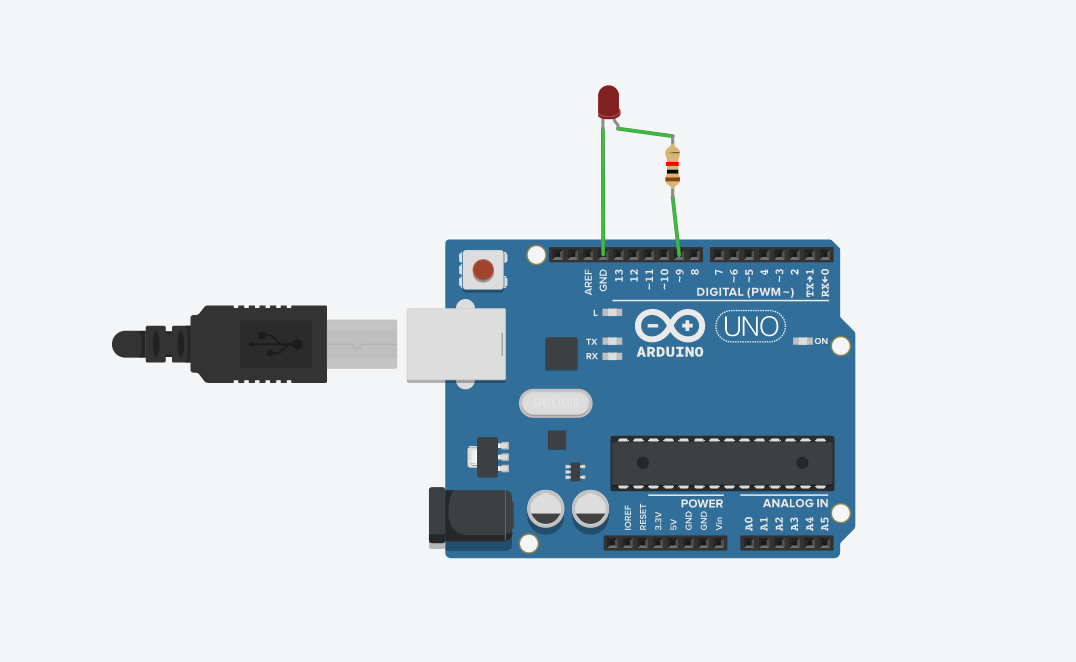 AREF
GND
13
12
~11
~10
~9
8
7
~6
~5
4
~3
2
TX→1
RX←0
DIGITAL (PWM~)
L
TX
RX
ARDUINO
UNO
ON
POWER
ANALOG IN
IOREF
RESET
3.3V
5V
GND
GND
Vin
A0
A1
A2
A3
A4
A5